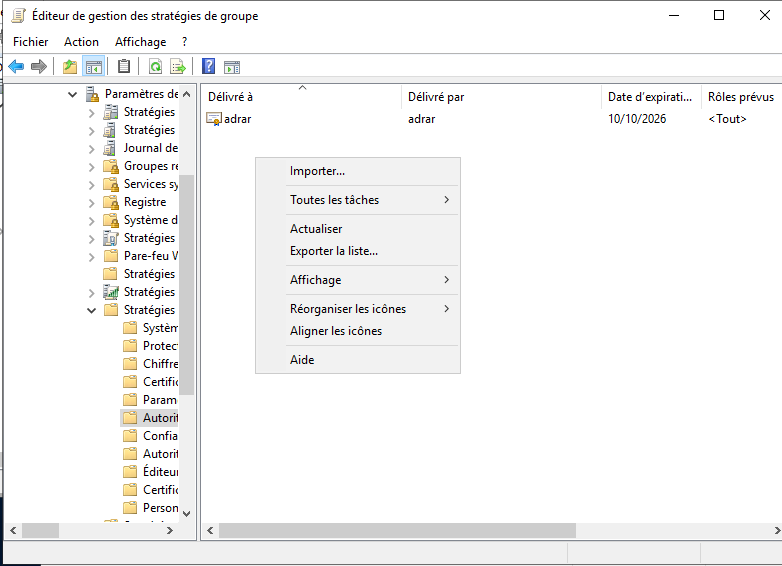 Éditeur de gestion des stratégies de groupe
Fichier Action Affichage ?
Paramètres de
Stratégies
Stratégies
Journal de
Groupes re
Services sy
Registre
Système d
Stratégies
Pare-feu W
Stratégies
Stratégies
Stratégies
Systèm
Protec
Chiffre
Certific
Param
Autorit
Confia
Autorit
Éditeur
Certific
Person
Délivré à Délivré par Date d'expirati... Rôles prévus
adrar adrar 10/10/2026 <Tout>
Importer...
Toutes les tâches
Actualiser
Exporter la liste...
Affichage
Réorganiser les icônes
Aligner les icônes
Aide